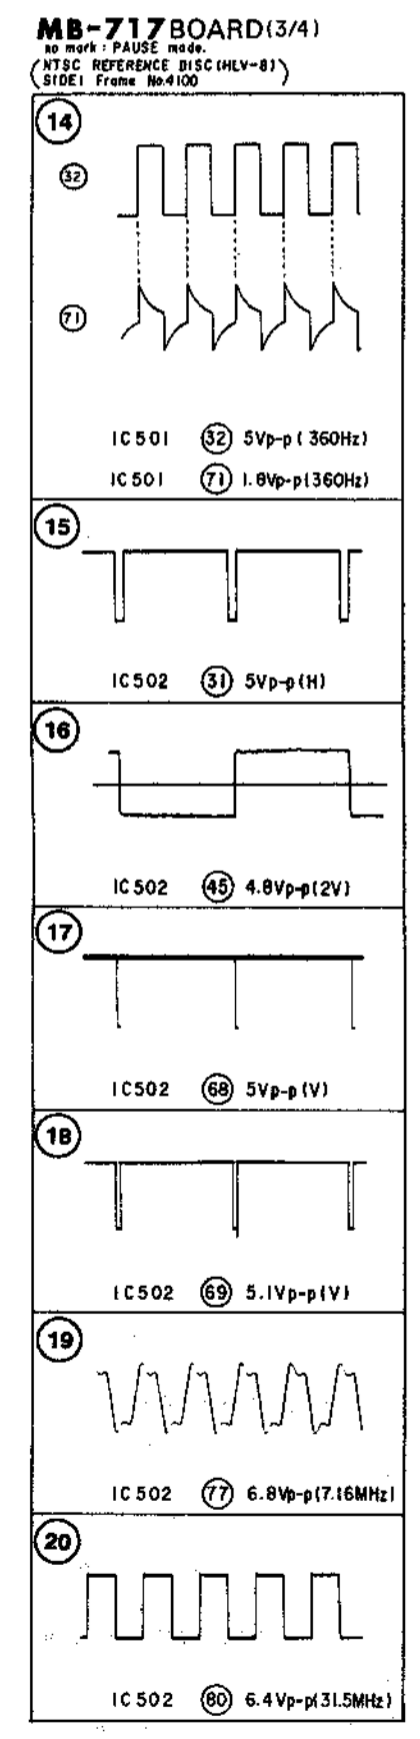 MB-717 BOARD(3/4)
no mark : PAUSE mode.
(NTSC REFERENCE DISC(HLV-8)
SIDE1 Frame No.4100)
14
32
71
IC501 32 5Vp-p ( 360Hz)
IC501 71 1.8Vp-p(360Hz)
15
IC502 31 5Vp-p(H)
16
IC502 45 4.8Vp-p(2V)
17
IC502 68 5Vp-p(V)
18
IC502 69 5.1Vp-p(V)
19
IC502 77 6.8Vp-p(7.16MHz)
20
IC502 80 6.4Vp-p(31.5MHz)